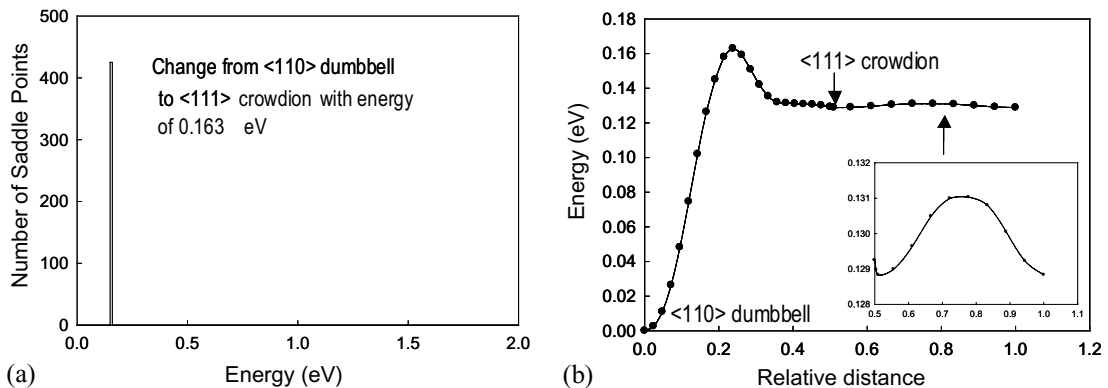 500
400
300
200
100
0
Number of Saddle Points
Change from <110> dumbbell
to <111> crowdion with energy
of 0.163 eV
0.0 0.5 1.0 1.5 2.0
(a) Energy (eV)
0.18
0.16
0.14
0.12
0.10
0.08
0.06
0.04
0.02
0.00
Energy (eV)
<111> crowdion
<110> dumbbell
0.132
0.131
0.130
0.129
0.128
0.5 0.6 0.7 0.8 0.9 1.0 1.1
0.0 0.2 0.4 0.6 0.8 1.0 1.2
(b) Relative distance